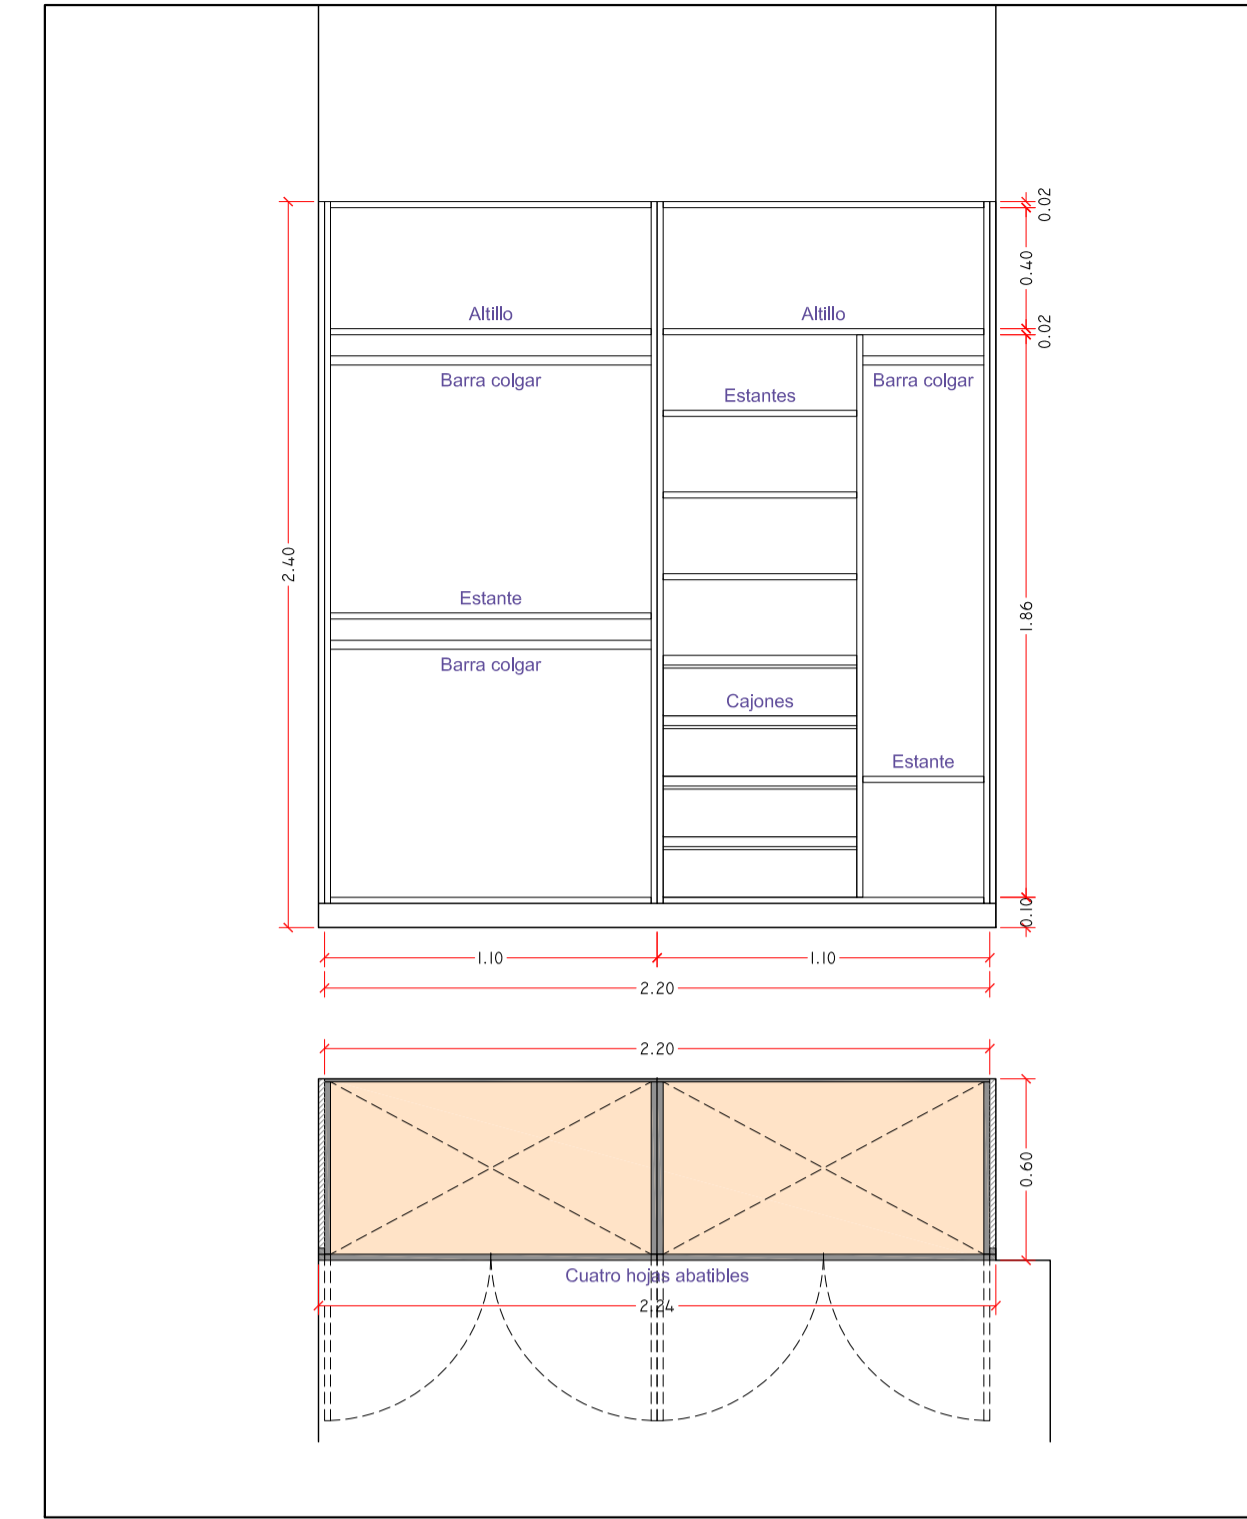 0.02
0.40
Altillo
Altillo
0.02
Barra colgar
Barra colgar
Estantes
2.40
Estante
1.86
Barra colgar
Cajones
Estante
0.10
1.10
1.10
2.20
2.20
0.60
Cuatro hojas abatibles
2.24